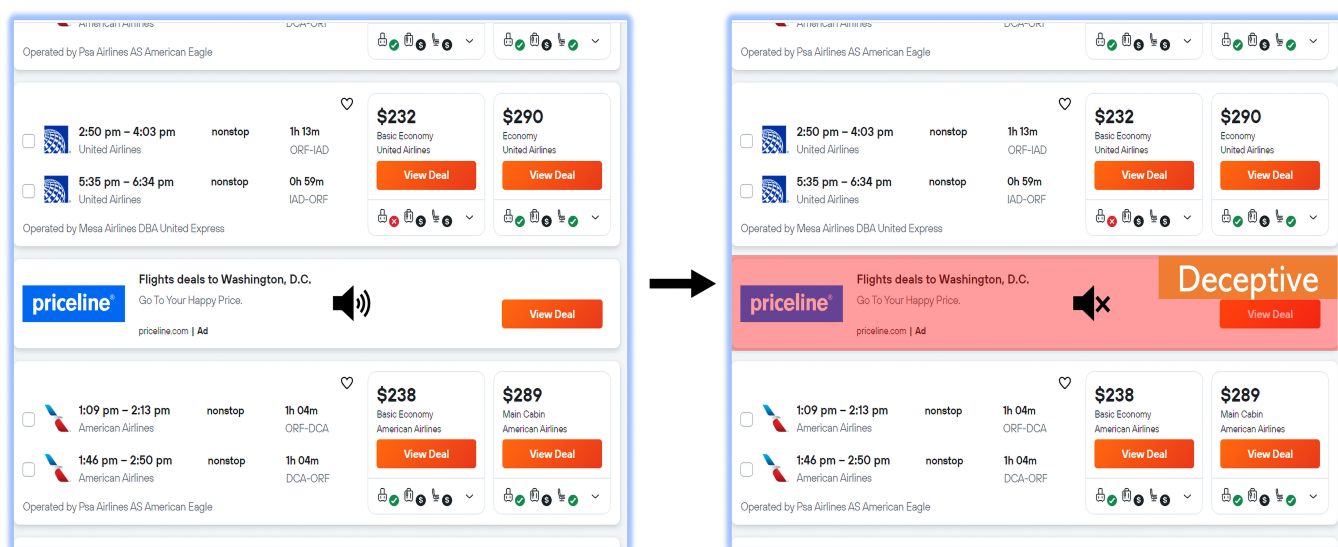 American Airlines
DCA-ORF
Operated by Psa Airlines AS American Eagle
$232
$290
2:50 pm – 4:03 pm nonstop 1h 13m
Basic Economy
Economy
United Airlines
ORF-IAD
United Airlines
United Airlines
View Deal
View Deal
5:35 pm – 6:34 pm nonstop 0h 59m
United Airlines
IAD-ORF
Operated by Mesa Airlines DBA United Express
priceline®
Flights deals to Washington, D.C.
Go To Your Happy Price.
priceline.com | Ad
View Deal
$238
$289
1:09 pm – 2:13 pm nonstop 1h 04m
Basic Economy
Main Cabin
American Airlines
ORF-DCA
American Airlines
American Airlines
View Deal
View Deal
1:46 pm – 2:50 pm nonstop 1h 04m
American Airlines
DCA-ORF
Operated by Psa Airlines AS American Eagle
American Airlines
DCA-ORF
Operated by Psa Airlines AS American Eagle
$232
$290
2:50 pm – 4:03 pm nonstop 1h 13m
Basic Economy
Economy
United Airlines
ORF-IAD
United Airlines
United Airlines
View Deal
View Deal
5:35 pm – 6:34 pm nonstop 0h 59m
United Airlines
IAD-ORF
Operated by Mesa Airlines DBA United Express
Deceptive
priceline®
Flights deals to Washington, D.C.
Go To Your Happy Price.
priceline.com | Ad
View Deal
$238
$289
1:09 pm – 2:13 pm nonstop 1h 04m
Basic Economy
Main Cabin
American Airlines
ORF-DCA
American Airlines
American Airlines
View Deal
View Deal
1:46 pm – 2:50 pm nonstop 1h 04m
American Airlines
DCA-ORF
Operated by Psa Airlines AS American Eagle